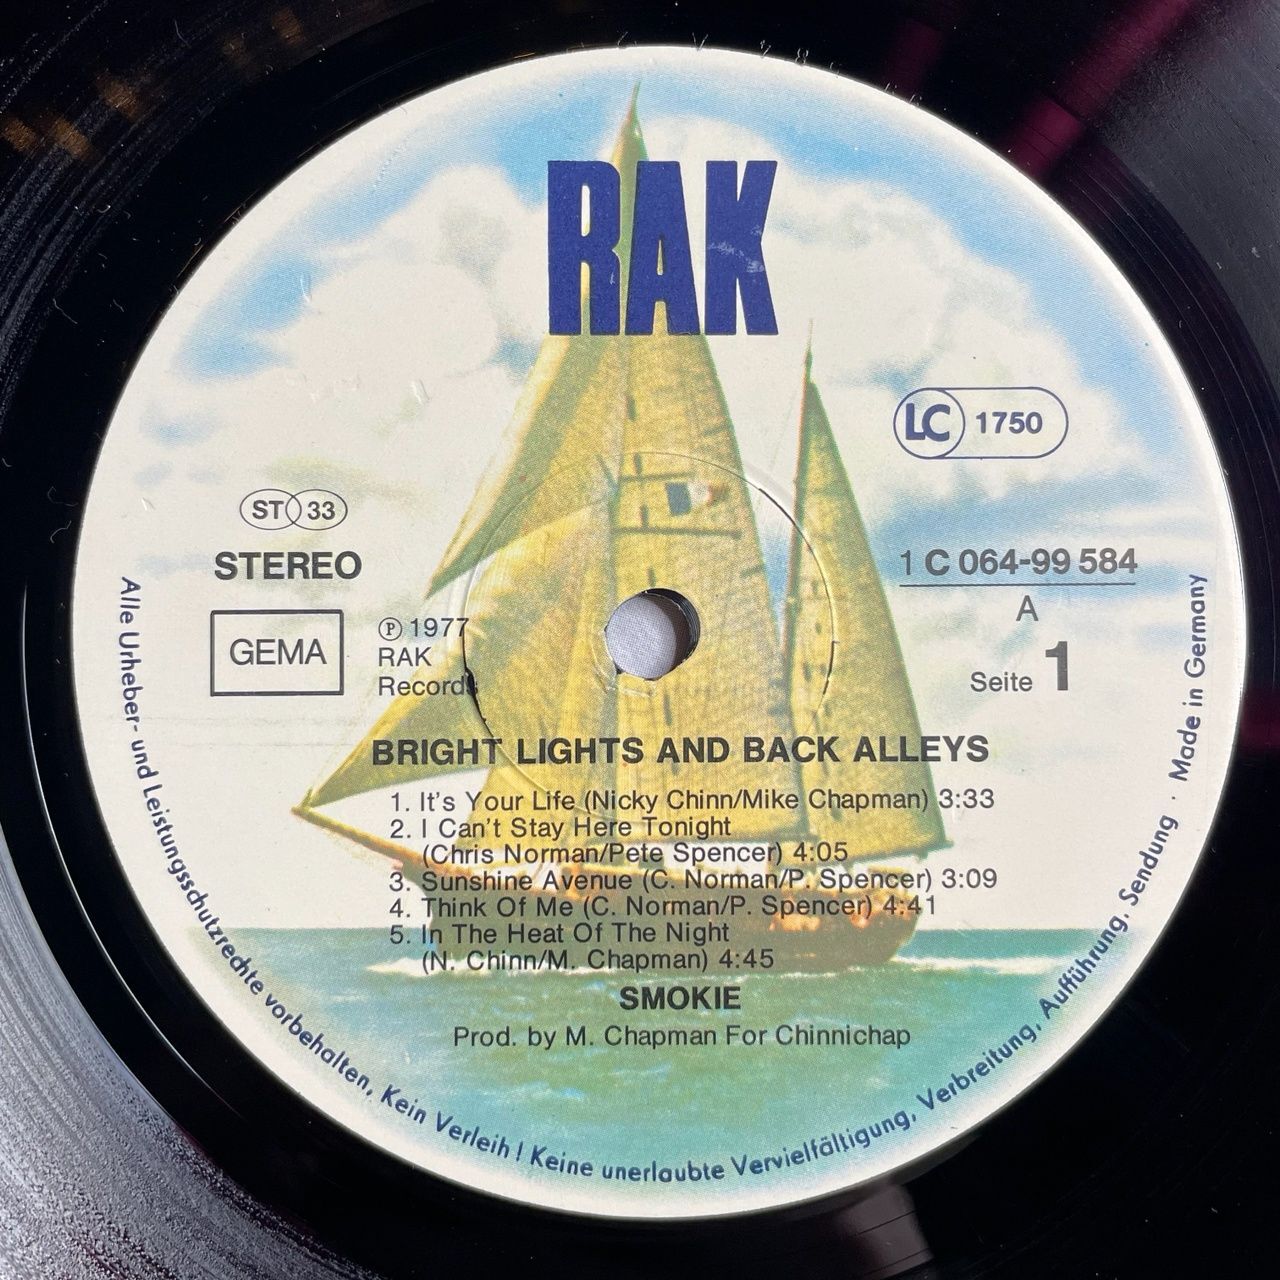 RAK
LC 1750
ST 33
STEREO
1 C 064-99 584
A
GEMA
Ⓟ 1977
RAK
Records
Seite 1
BRIGHT LIGHTS AND BACK ALLEYS
1. It's Your Life (Nicky Chinn/Mike Chapman) 3:33
2. I Can't Stay Here Tonight
(Chris Norman/Pete Spencer) 4:05
3. Sunshine Avenue (C. Norman/P. Spencer) 3:09
4. Think Of Me (C. Norman/P. Spencer) 4:41
5. In The Heat Of The Night
(N. Chinn/M. Chapman) 4:45
SMOKIE
Prod. by M. Chapman For Chinnichap
Alle Urheber- und Leistungsschutzrechte vorbehalten, Kein Verleih! Keine unerlaubte Vervielfältigung, Verbreitung, Aufführung, Sendung · Made in Germany